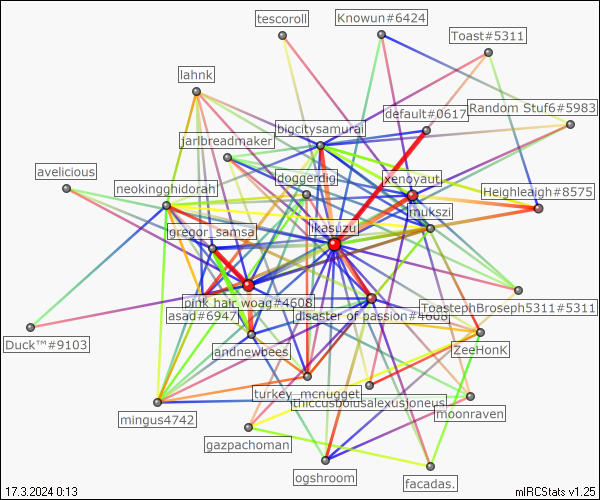 tescoroll
Knowun#6424
Toast#5311
lahnk
default#0617
Random Stuf6#5983
bigcitysamurai
jarlbreadmaker
avelicious
doggerdig
xenoyaut
neokingghidorah
Heighleaigh#8575
mukszi
gregor_samsa
likasuzu
pink hair woag#4608
ToastephBroseph5311#5311
asad#6947
disaster of passion#4608
Duck™#9103
andnewbees
ZeeHonK
turkey_mcnugget
thiccusbolusalexusjoneus
mingus4742
moonraven
gazpachoman
ogshroom
facadas.
17.3.2024 0:13
mIRCStats v1.25